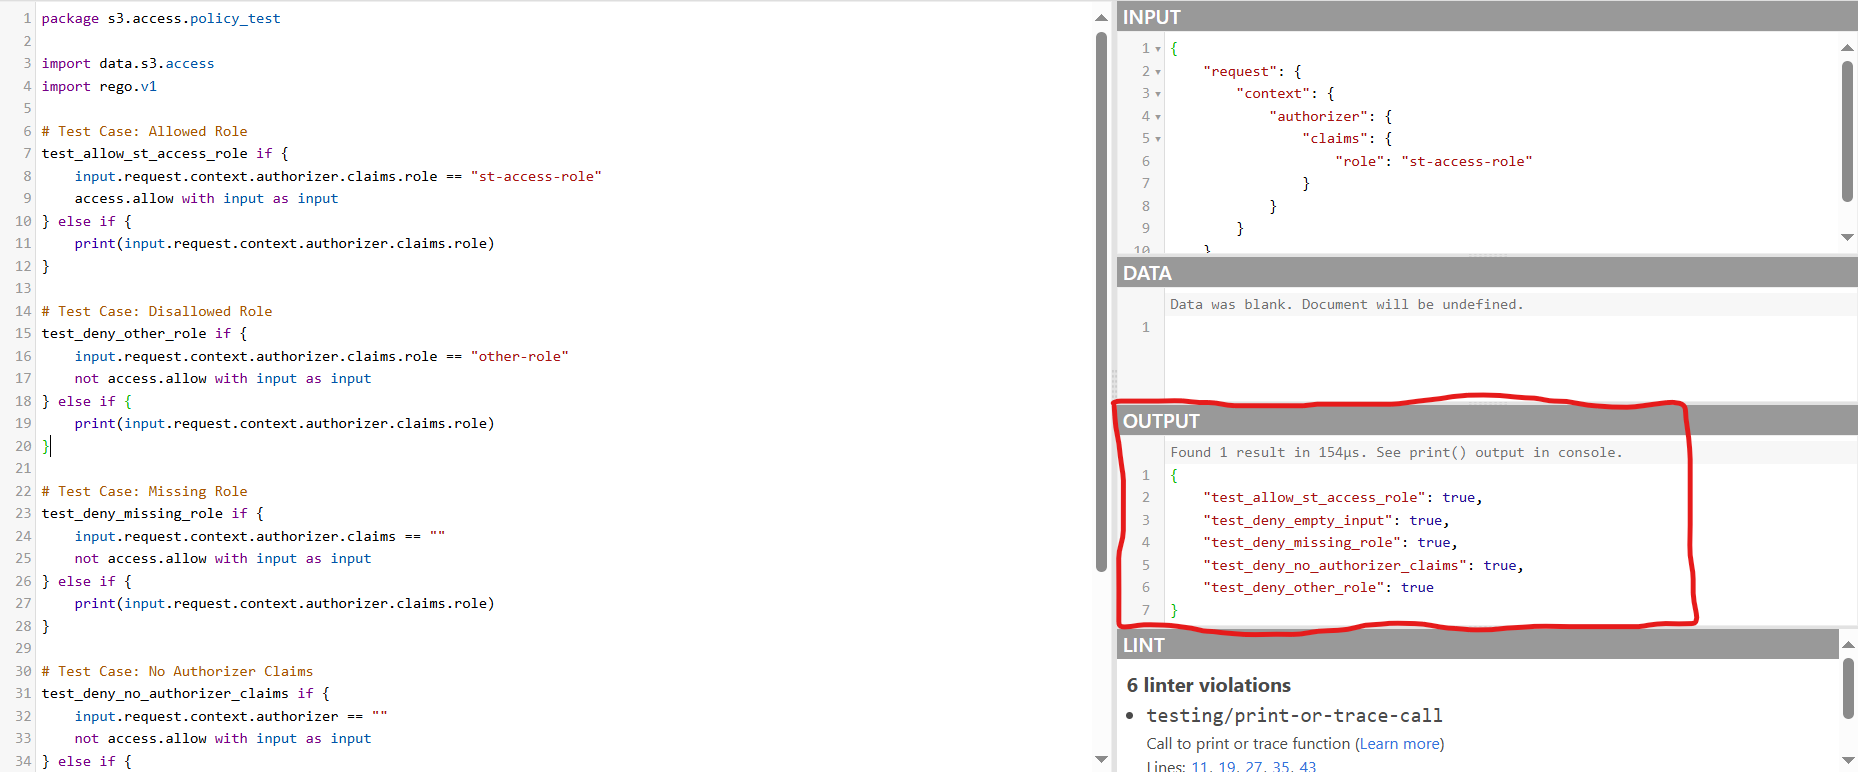 1 package s3.access.policy_test
2
3 import data.s3.access
4 import rego.v1
5
6 # Test Case: Allowed Role
7 test_allow_st_access_role if {
8     input.request.context.authorizer.claims.role == "st-access-role"
9     access.allow with input as input
10 } else if {
11     print(input.request.context.authorizer.claims.role)
12 }
13
14 # Test Case: Disallowed Role
15 test_deny_other_role if {
16     input.request.context.authorizer.claims.role == "other-role"
17     not access.allow with input as input
18 } else if {
19     print(input.request.context.authorizer.claims.role)
20 }
21
22 # Test Case: Missing Role
23 test_deny_missing_role if {
24     input.request.context.authorizer.claims == ""
25     not access.allow with input as input
26 } else if {
27     print(input.request.context.authorizer.claims.role)
28 }
29
30 # Test Case: No Authorizer Claims
31 test_deny_no_authorizer_claims if {
32     input.request.context.authorizer == ""
33     not access.allow with input as input
34 } else if {
INPUT
1 {
2     "request": {
3         "context": {
4             "authorizer": {
5                 "claims": {
6                     "role": "st-access-role"
7                 }
8             }
9         }
10     }
DATA
Data was blank. Document will be undefined.
1
OUTPUT
Found 1 result in 154µs. See print() output in console.
1 {
2     "test_allow_st_access_role": true,
3     "test_deny_empty_input": true,
4     "test_deny_missing_role": true,
5     "test_deny_no_authorizer_claims": true,
6     "test_deny_other_role": true
7 }
LINT
6 linter violations
• testing/print-or-trace-call
Call to print or trace function (Learn more)
Lines: 11, 19, 27, 35, 43